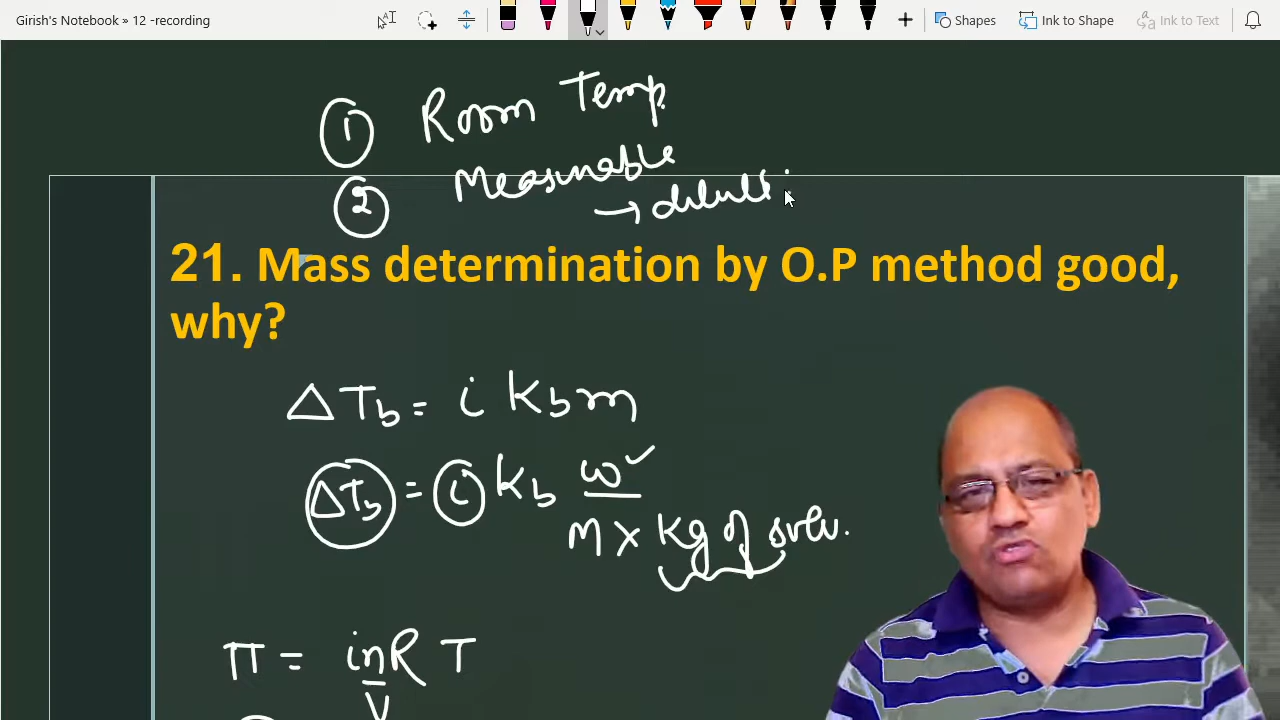 Girish's Notebook » 12 -recording
Shapes Ink to Shape Ink to Text
① Room Temp.
② Measurable
→ dilute
21. Mass determination by O.P method good,
why?
ΔTb = i Kb m
ΔTb = i Kb w ✓
M × Kg of solv.
π = in R T
V